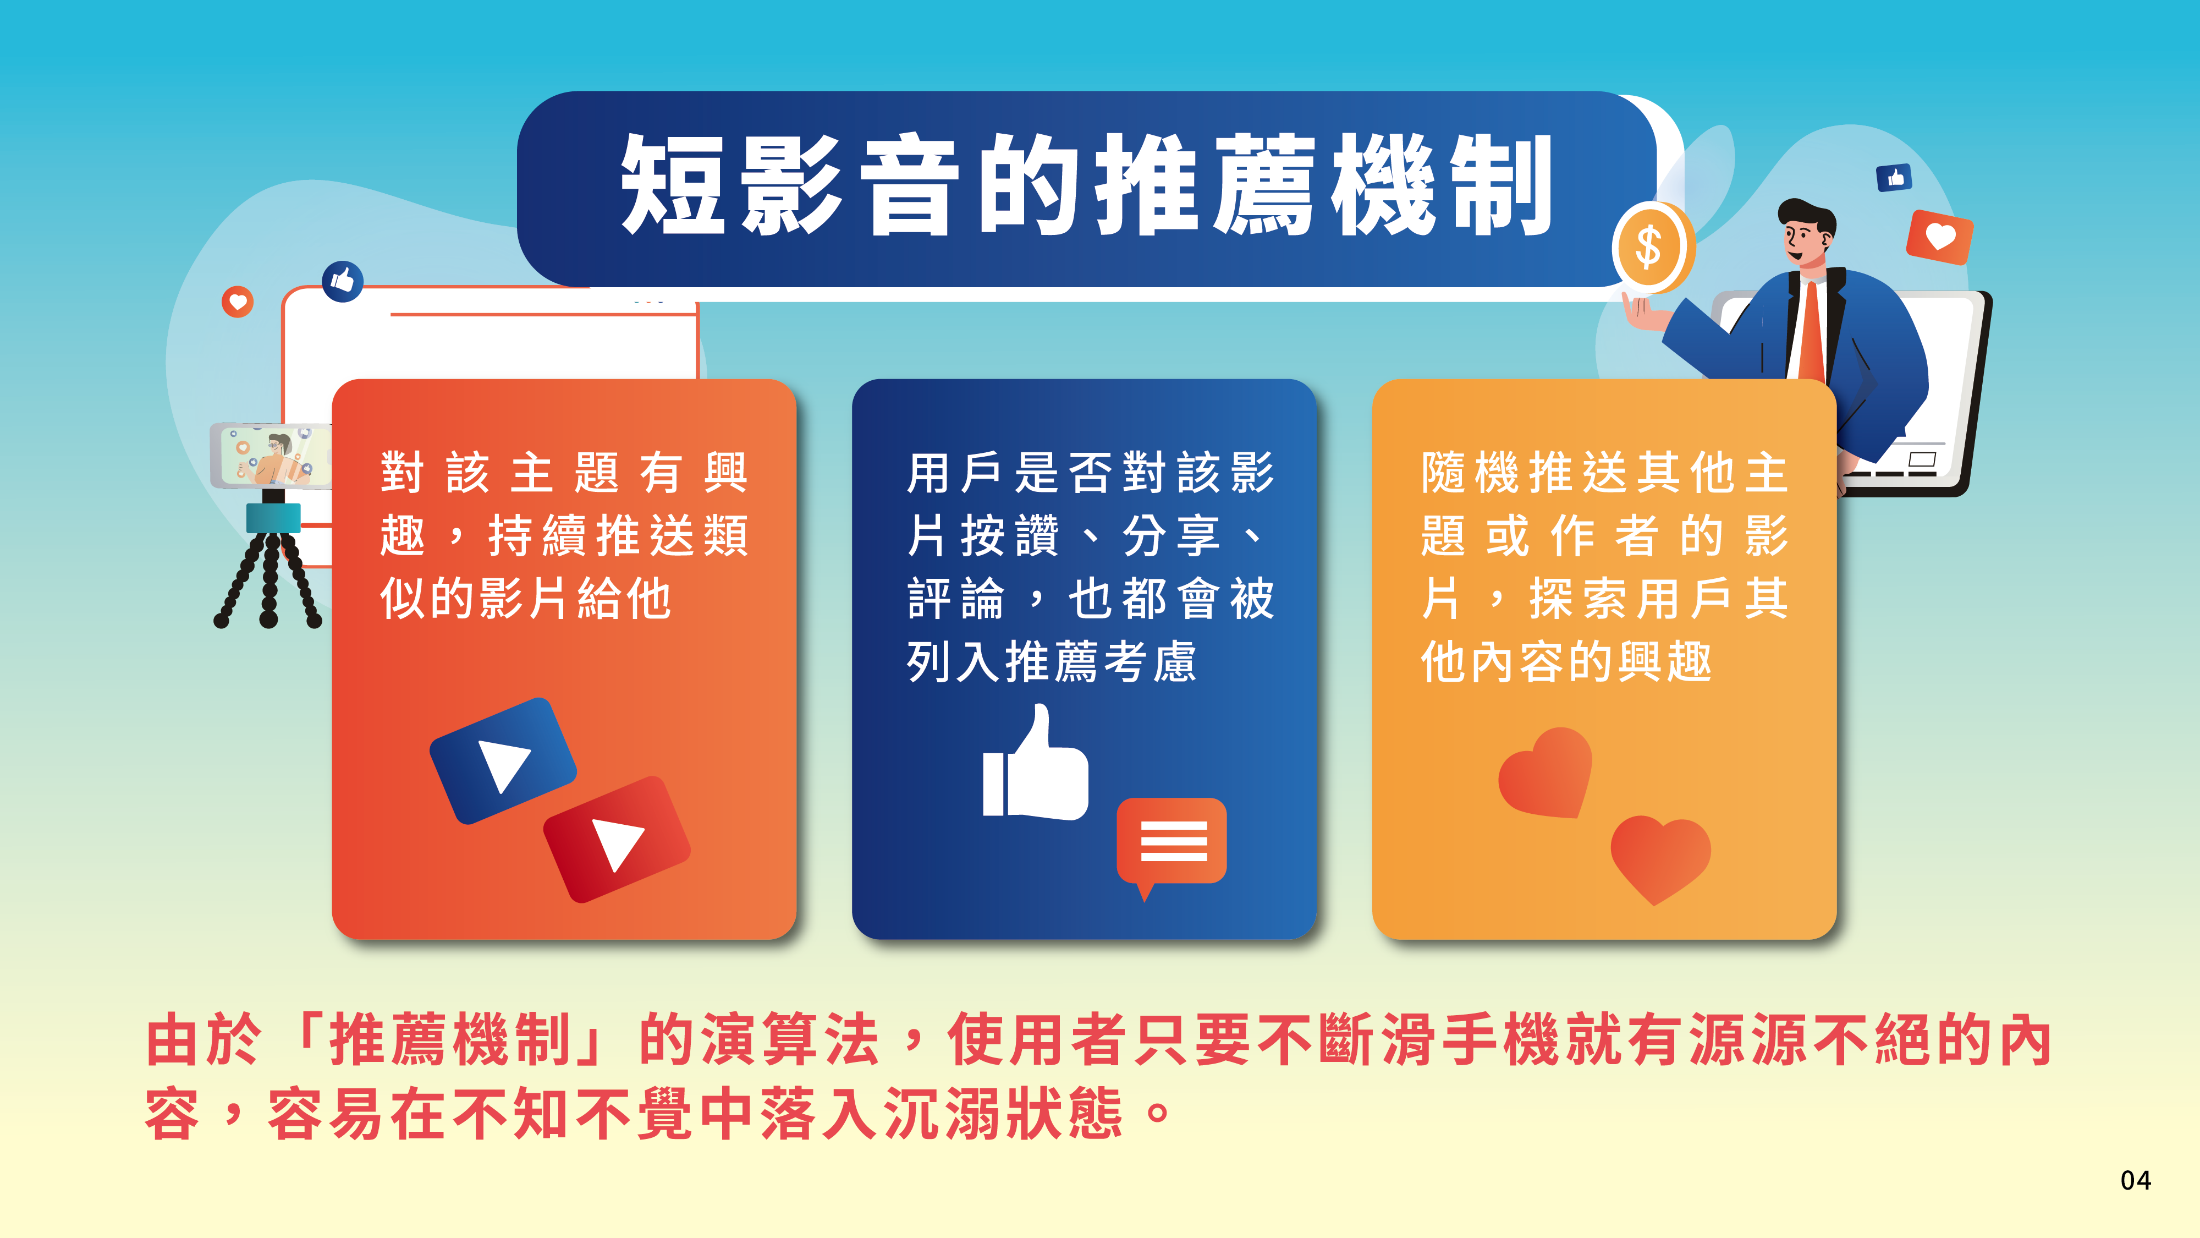 短影音的推薦機制
$
對該主題有興
趣，持續推送類
似的影片給他
用戶是否對該影
片按讚、分享、
評論，也都會被
列入推薦考慮
隨機推送其他主
題或作者的影
片，探索用戶其
他內容的興趣
由於「推薦機制」的演算法，使用者只要不斷滑手機就有源源不絕的內
容，容易在不知不覺中落入沉溺狀態。
04